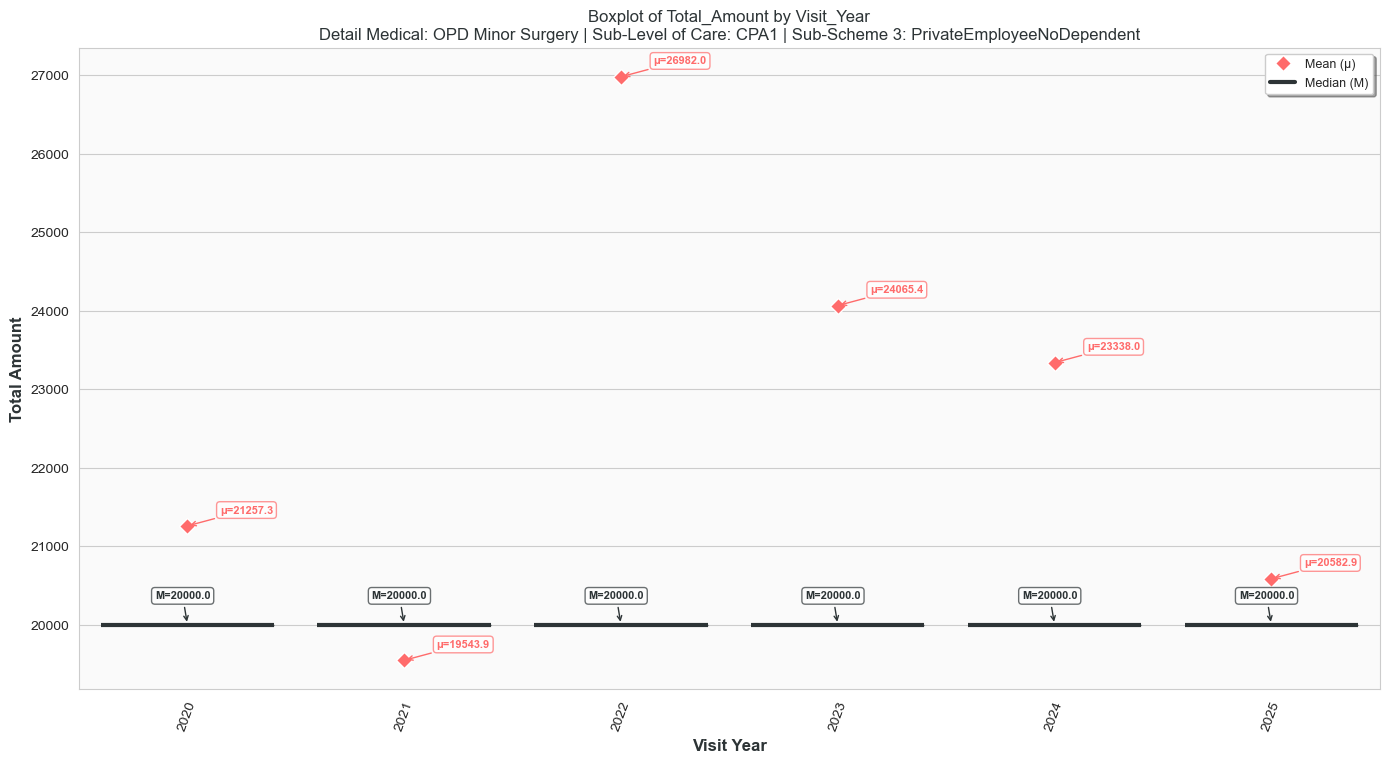 Boxplot of Total_Amount by Visit_Year
Detail Medical: OPD Minor Surgery | Sub-Level of Care: CPA1 | Sub-Scheme 3: PrivateEmployeeNoDependent
Mean (μ)
Median (M)
Total Amount
27000
26000
25000
24000
23000
22000
21000
20000
μ=26982.0
μ=24065.4
μ=23338.0
μ=21257.3
μ=20582.9
M=20000.0
M=20000.0
M=20000.0
M=20000.0
M=20000.0
M=20000.0
μ=19543.9
2020
2021
2022
2023
2024
2025
Visit Year